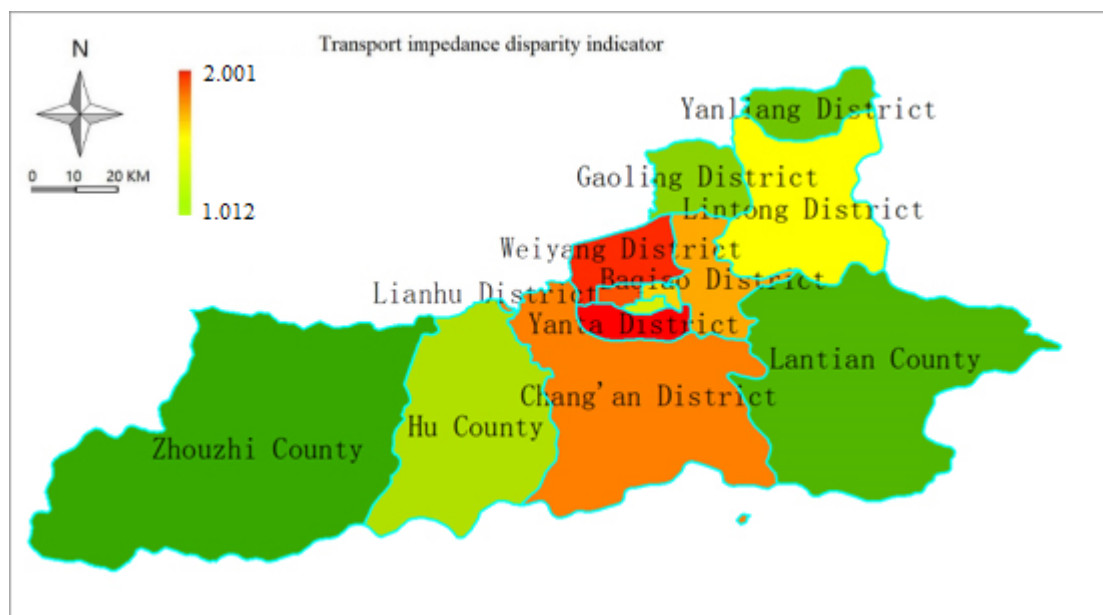 Transport impedance disparity indicator
N
2.001
1.012
0 10 20 KM
Yanliang District
Gaoling District
Lintong District
Weiyang District
Baqiao District
Lianhu District
Yanta District
Lantian County
Chang'an District
Hu County
Zhouzhi County